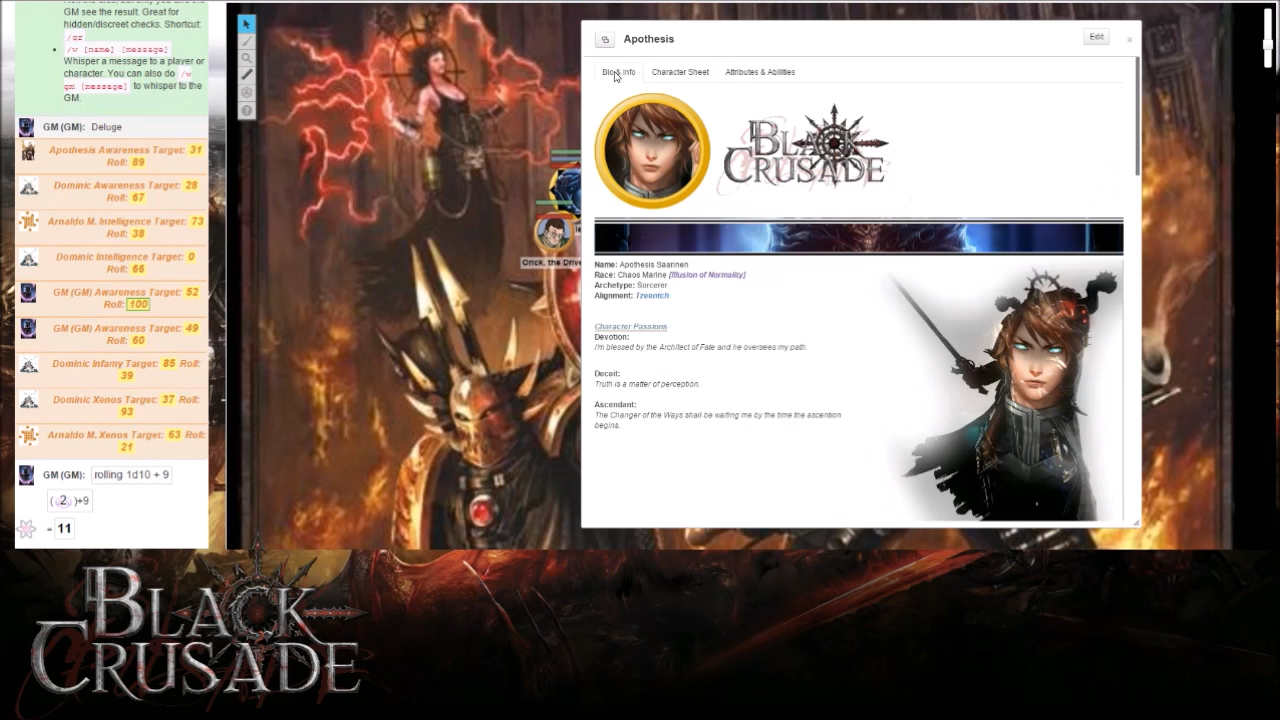 GM see the result. Great for
hidden/discreet checks. Shortcut:
/gr
/w [name] [message]
Whisper a message to a player or
character. You can also do /w
gm [message] to whisper to the
GM.
GM (GM): Deluge
Apothesis Awareness Target: 31
Roll: 89
Dominic Awareness Target: 28
Roll: 67
Arnaldo M. Intelligence Target: 73
Roll: 38
Dominic Intelligence Target: 0
Roll: 66
GM (GM) Awareness Target: 52
Roll: 100
GM (GM) Awareness Target: 49
Roll: 60
Dominic Infamy Target: 85 Roll:
39
Dominic Xenos Target: 37 Roll:
93
Arnaldo M. Xenos Target: 63 Roll:
21
GM (GM): rolling 1d10 + 9
(2)+9
= 11
Orick, the Drive
Apothesis
Edit
Bio & Info Character Sheet Attributes & Abilities
BLACK
CRUSADE
Name: Apothesis Saarinen
Race: Chaos Marine [Illusion of Normality]
Archetype: Sorcerer
Alignment: Tzeentch
Character Passions
Devotion:
I'm blessed by the Architect of Fate and he oversees my path.
Deceit:
Truth is a matter of perception.
Ascendant:
The Changer of the Ways shall be waiting me by the time the ascention
begins.
BLACK
CRUSADE